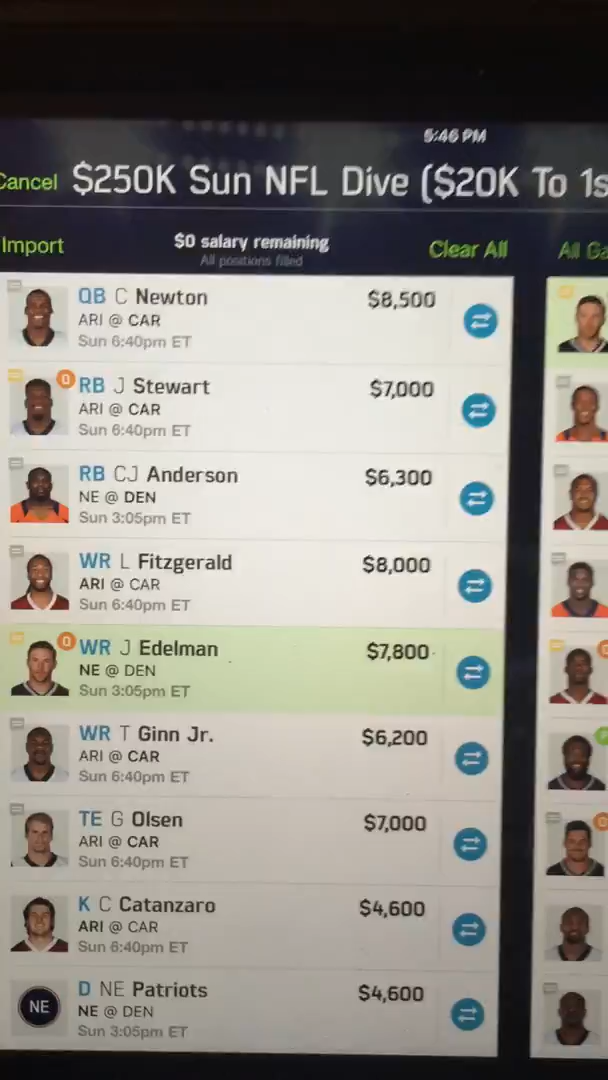 5:46 PM
Cancel $250K Sun NFL Dive ($20K To 1s
Import $0 salary remaining Clear All All Ga
All positions filled
QB C Newton $8,500
ARI @ CAR
Sun 6:40pm ET
Q RB J Stewart $7,000
ARI @ CAR
Sun 6:40pm ET
RB CJ Anderson $6,300
NE @ DEN
Sun 3:05pm ET
WR L Fitzgerald $8,000
ARI @ CAR
Sun 6:40pm ET
Q WR J Edelman $7,800
NE @ DEN
Sun 3:05pm ET
WR T Ginn Jr. $6,200
ARI @ CAR
Sun 6:40pm ET
TE G Olsen $7,000
ARI @ CAR
Sun 6:40pm ET
K C Catanzaro $4,600
ARI @ CAR
Sun 6:40pm ET
NE D NE Patriots $4,600
NE @ DEN
Sun 3:05pm ET